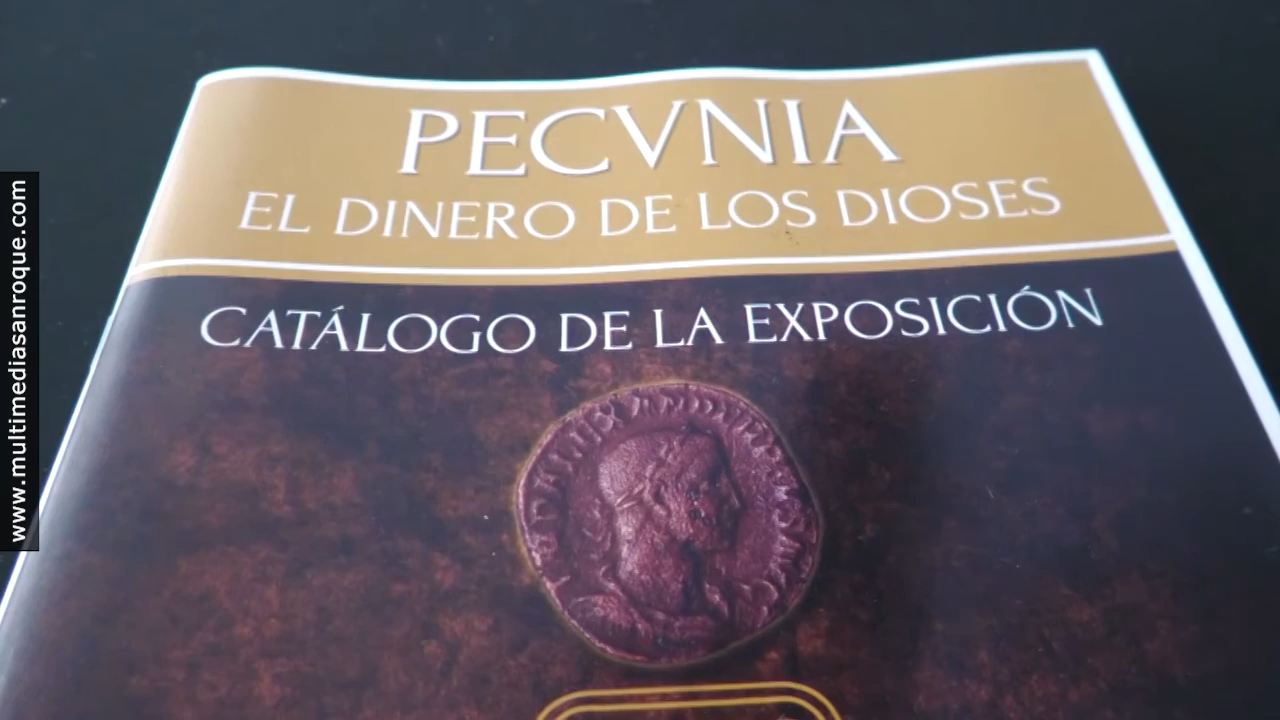 PECVNIA
EL DINERO DE LOS DIOSES
CATÁLOGO DE LA EXPOSICIÓN
www.multimediasanroque.com